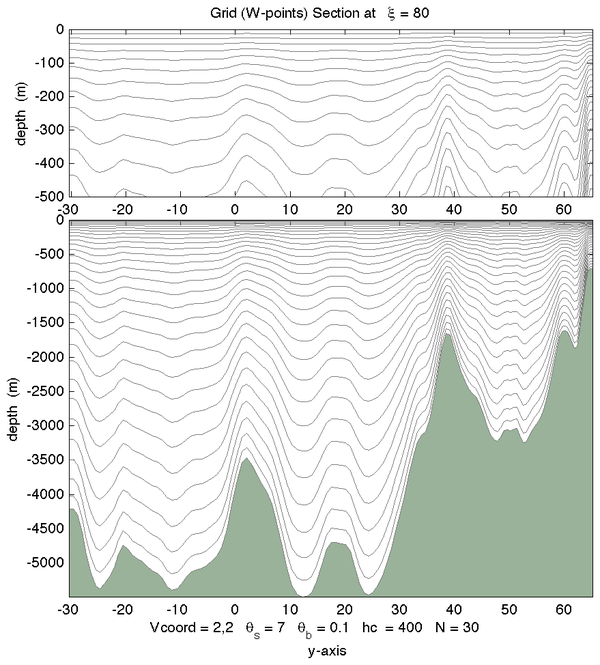 Grid (W-points) Section at ξ = 80
0
-100
-200
-300
-400
-500
depth (m)
-30 -20 -10 0 10 20 30 40 50 60
0
-500
-1000
-1500
-2000
-2500
-3000
-3500
-4000
-4500
-5000
depth (m)
-30 -20 -10 0 10 20 30 40 50 60
Vcoord = 2,2 θs = 7 θb = 0.1 hc = 400 N = 30
y-axis